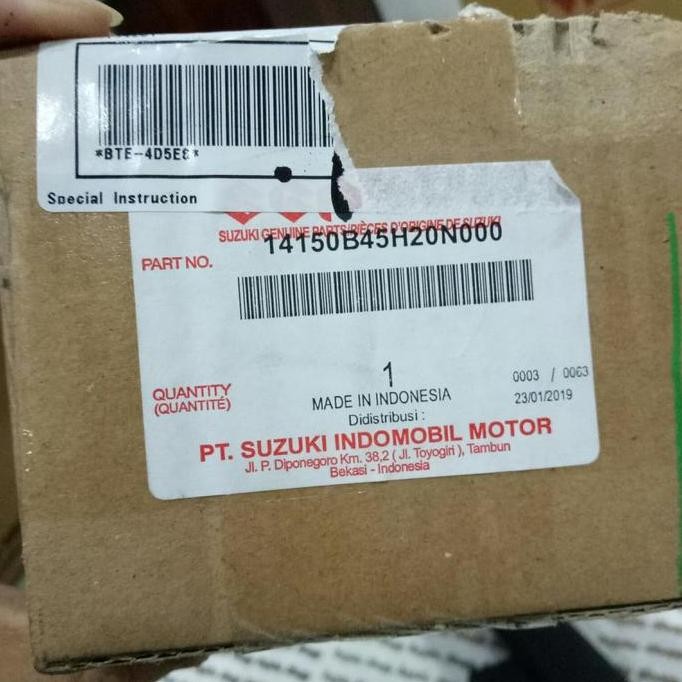 *BTE-4D5E8*
Special Instruction
SUZUKI GENUINE PARTS/PIÈCES D'ORIGINE DE SUZUKI
14150B45H20N000
PART NO.
1
0003 / 0063
QUANTITY
(QUANTITÉ)
MADE IN INDONESIA
23/01/2019
Didistribusi :
PT. SUZUKI INDOMOBIL MOTOR
Jl. P. Diponegoro Km. 38,2 ( Jl. Toyogiri ), Tambun
Bekasi - Indonesia